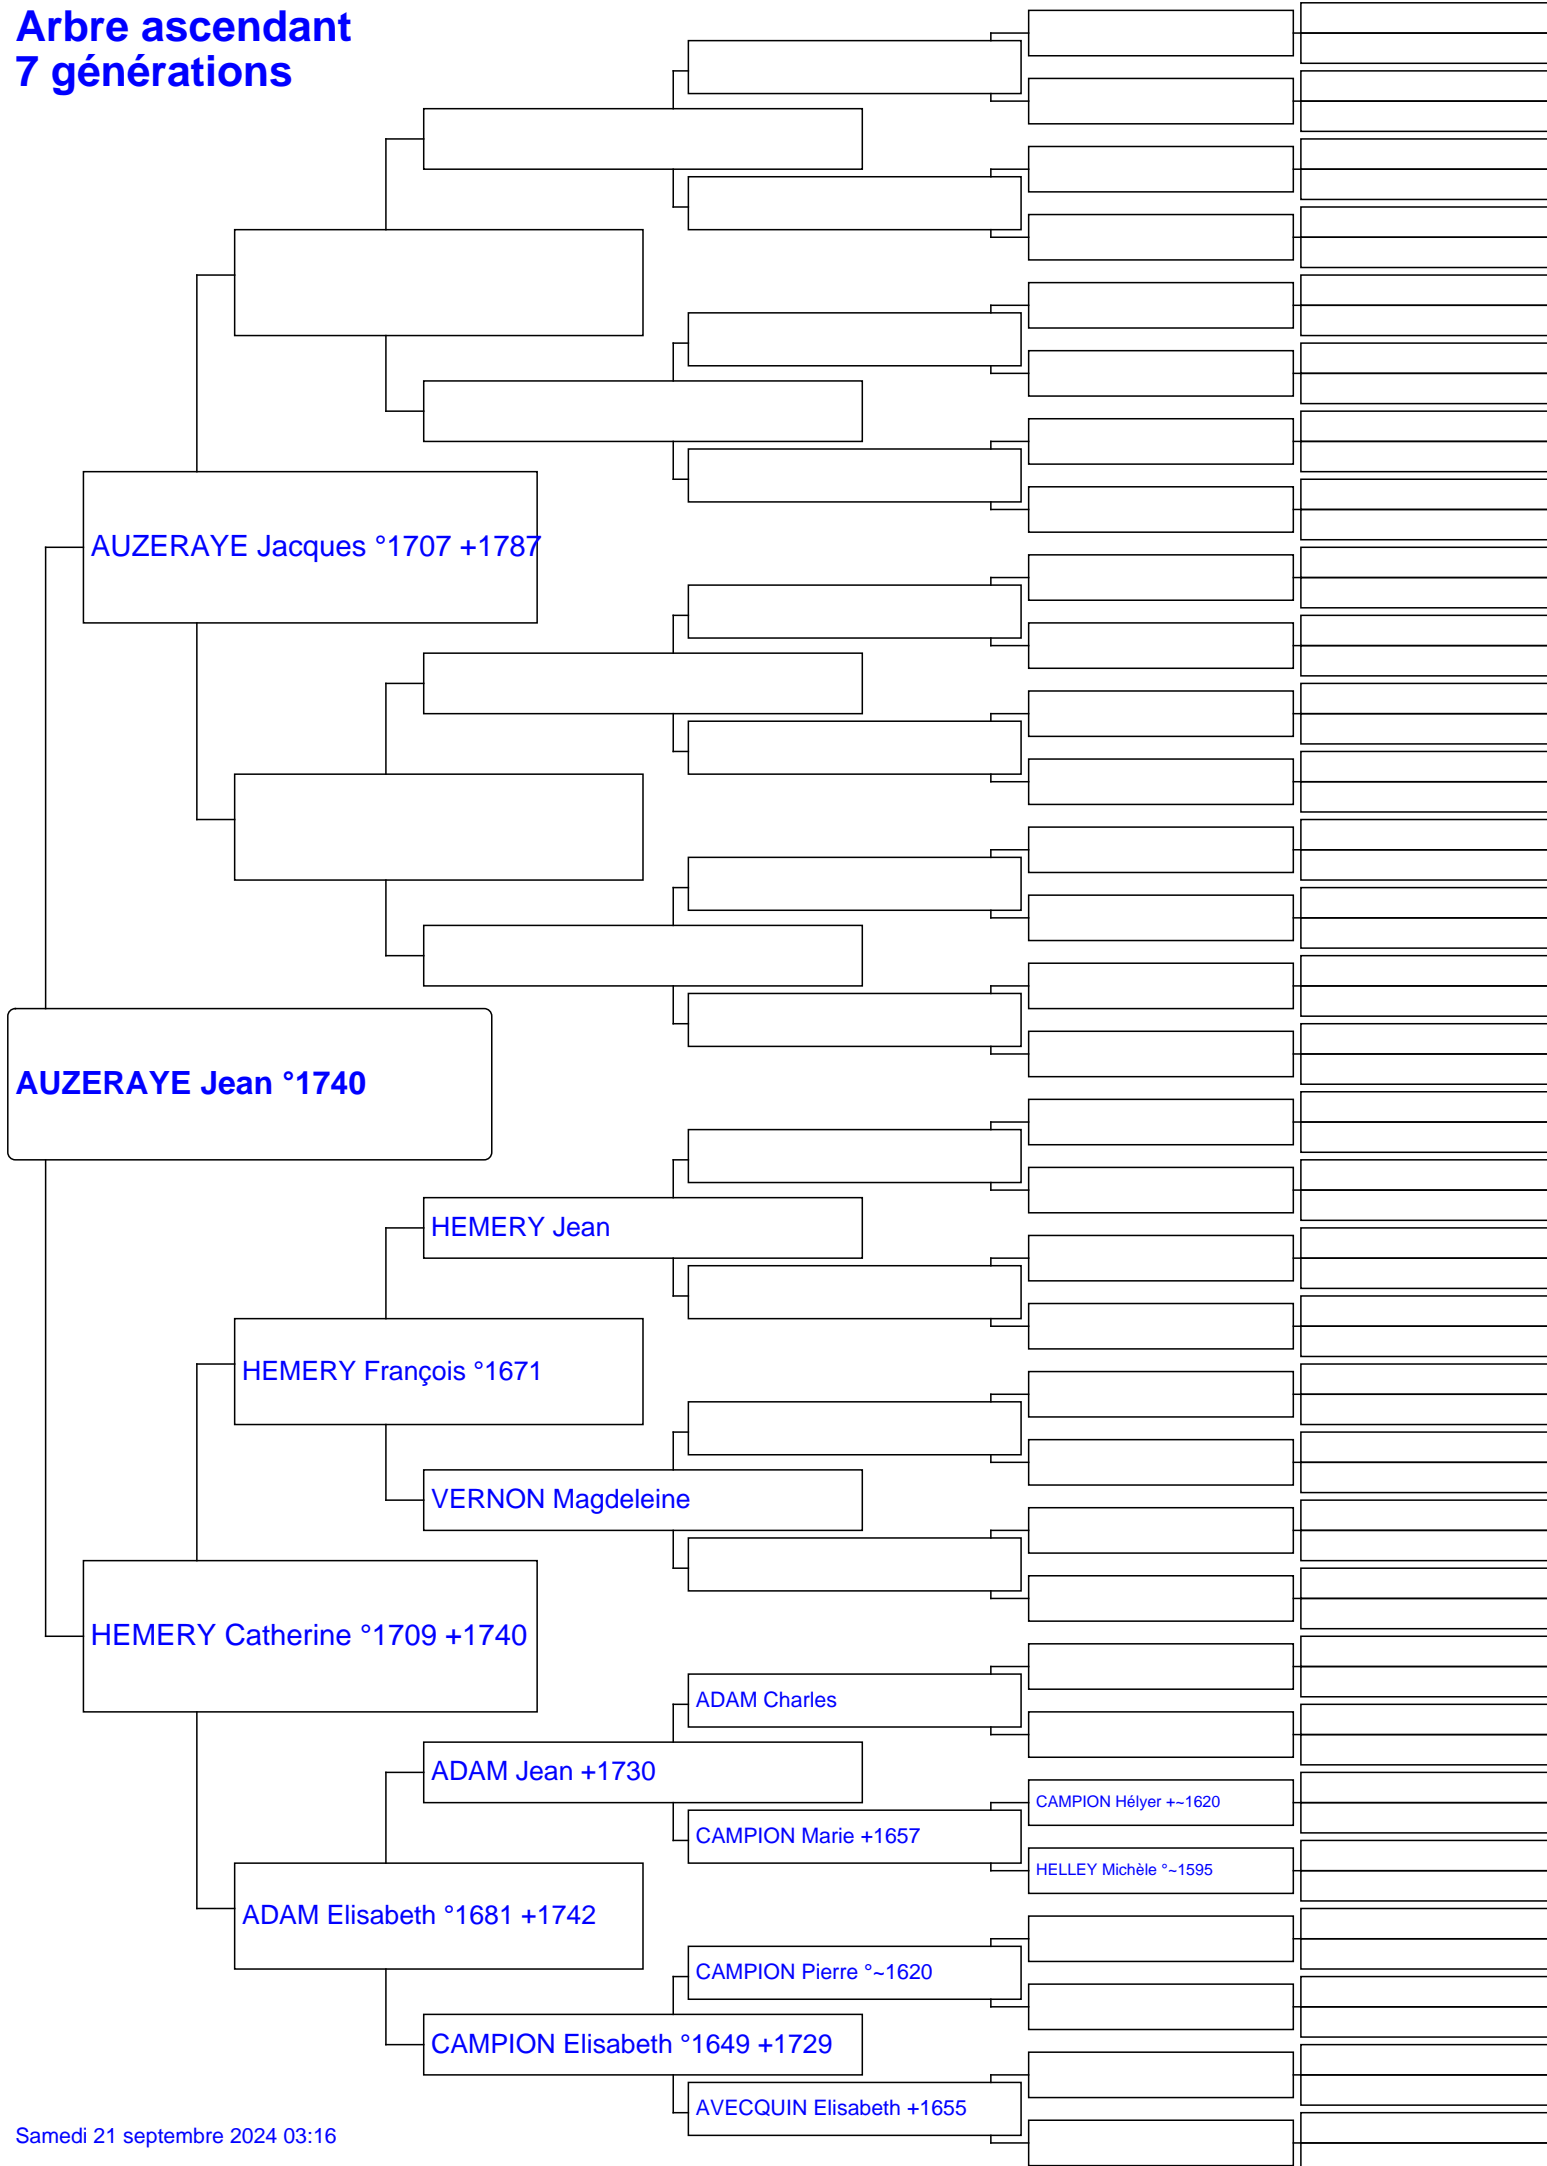 Arbre ascendant
7 générations
AUZERAYE Jacques °1707 +1787
AUZERAYE Jean °1740
HEMERY Jean
HEMERY François °1671
VERNON Magdeleine
HEMERY Catherine °1709 +1740
ADAM Charles
ADAM Jean +1730
CAMPION Hélyer +~1620
CAMPION Marie +1657
HELLEY Michèle °~1595
ADAM Elisabeth °1681 +1742
CAMPION Pierre °~1620
CAMPION Elisabeth °1649 +1729
AVECQUIN Elisabeth +1655
Samedi 21 septembre 2024 03:16